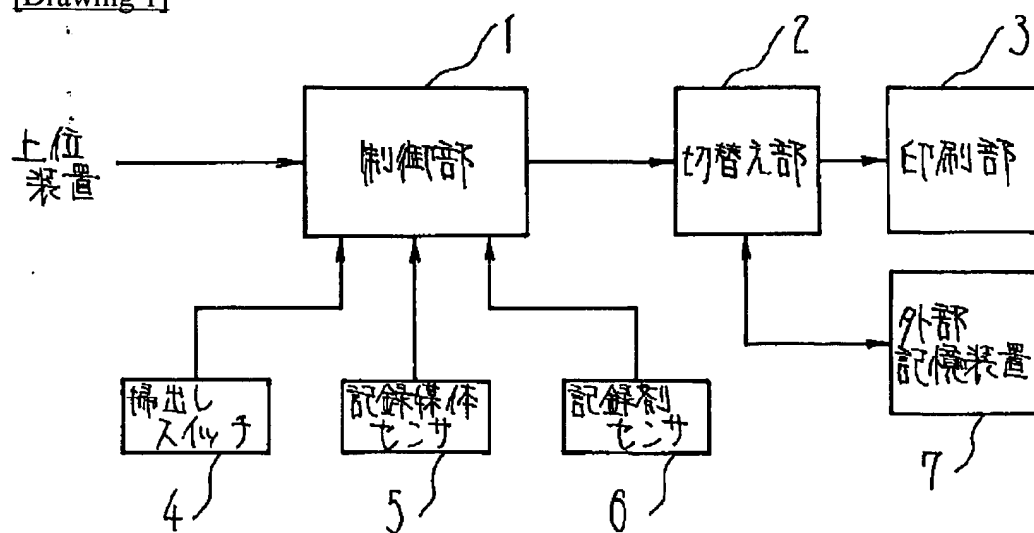 [Drawing 1]
1
2
3
上位
装置
制御部
切替え部
印刷部
外部
記憶装置
掃出し
スイッチ
記録媒体
センサ
記録剤
センサ
4
5
6
7